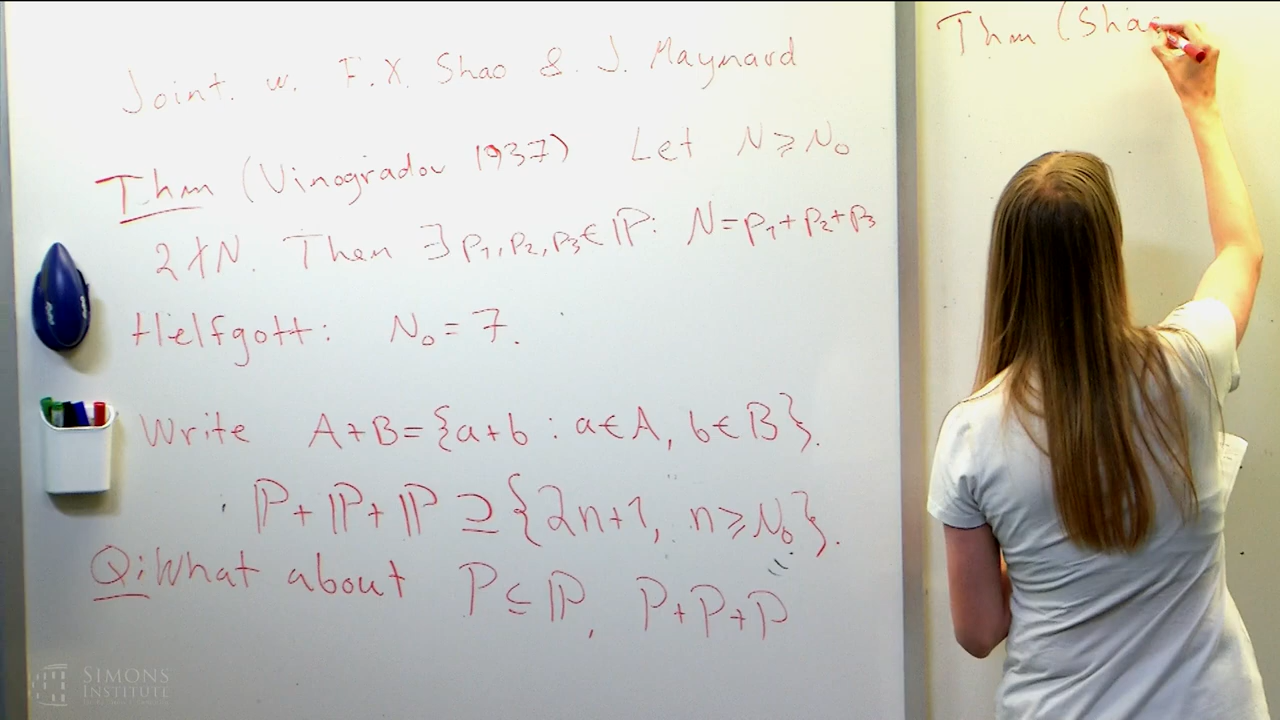 Joint. w. F.X. Shao & J. Maynard
Thm (Vinogradov 1937) Let N ≥ N₀
2∤N. Then ∃ p₁, p₂, p₃ ∈ ℙ: N = p₁ + p₂ + p₃
Helfgott: N₀ = 7.
Write A+B = {a+b : a∈A, b∈B}.
ℙ+ℙ+ℙ ⊇ {2n+1, n ≥ N₀}.
Q: What about P ⊆ ℙ, P+P+P
Thm (Sha
SIMONS
INSTITUTE